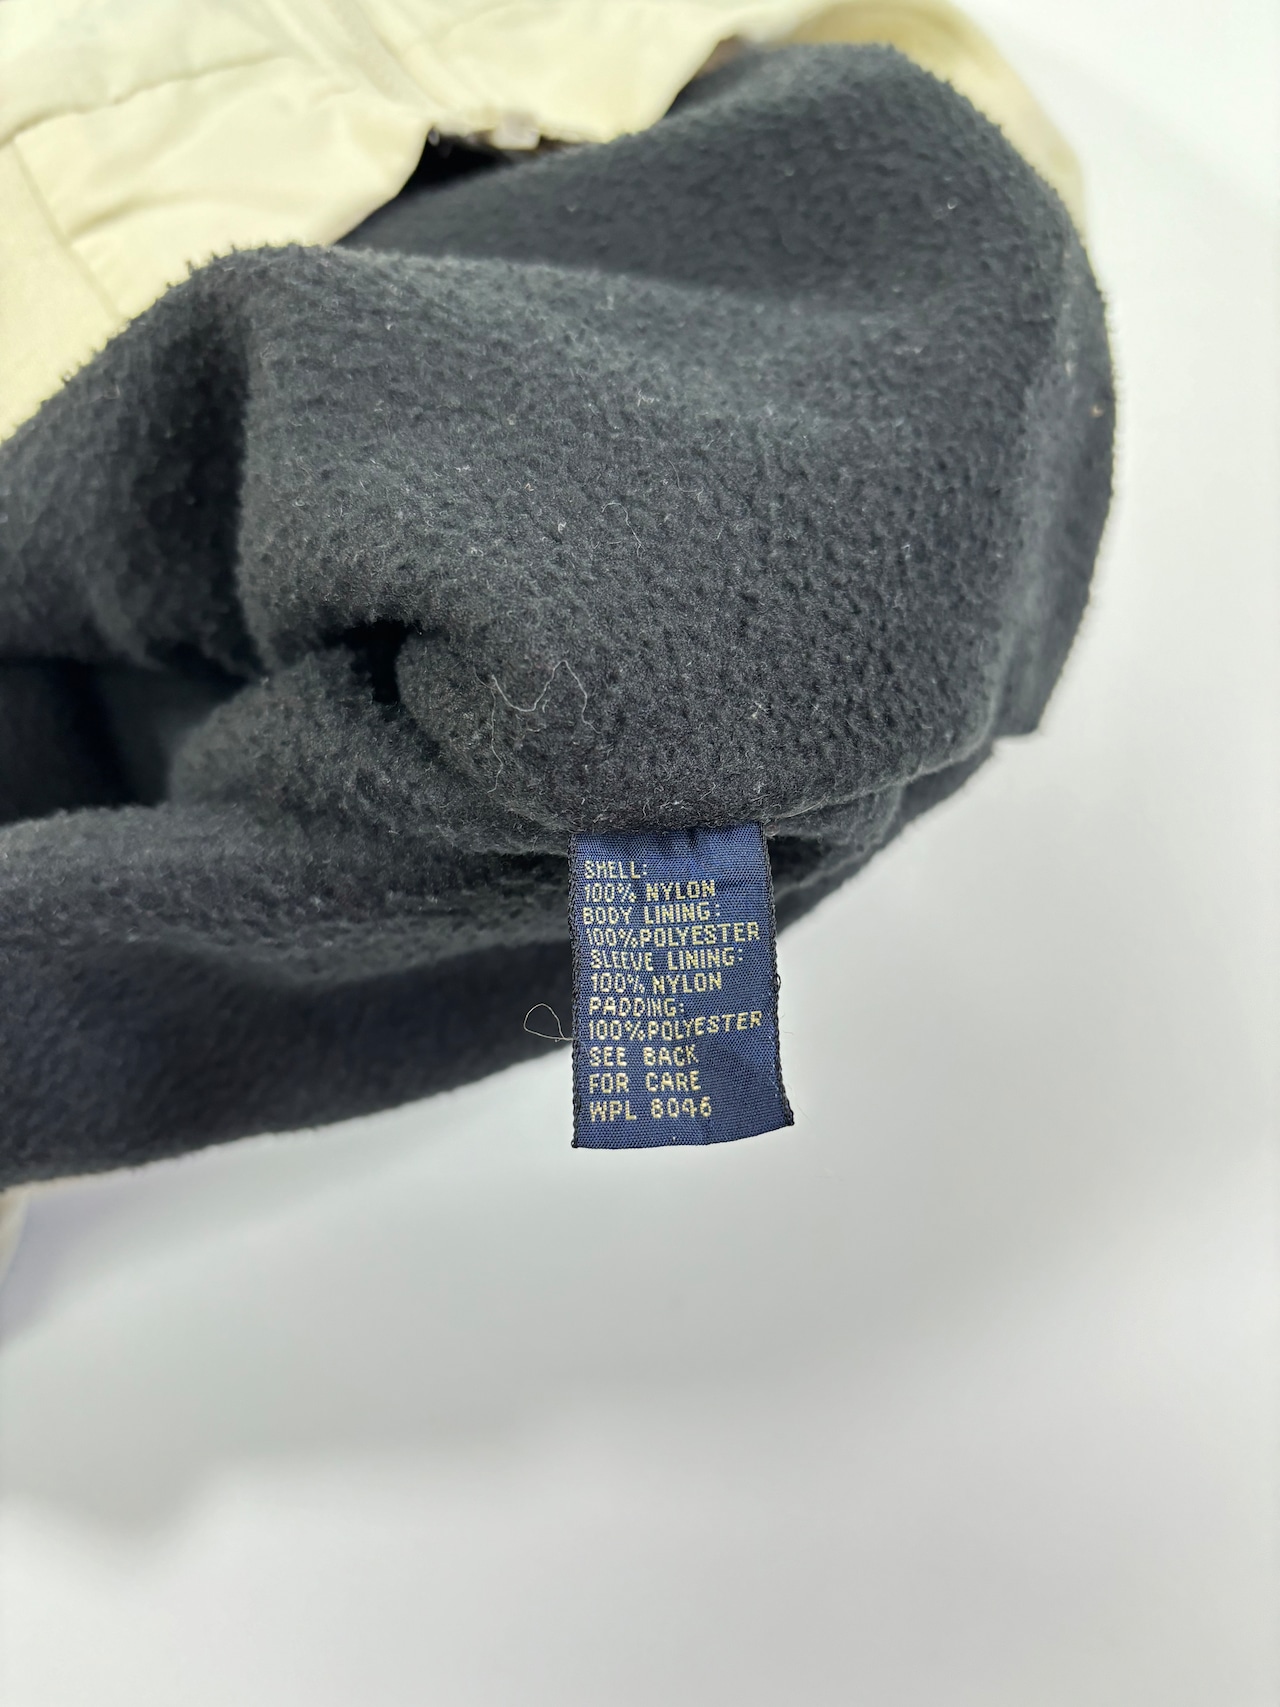 SHELL:
100% NYLON
BODY LINING:
100%POLYESTER
SLEEVE LINING:
100% NYLON
PADDING:
100%POLYESTER
SEE BACK
FOR CARE
WPL 8046